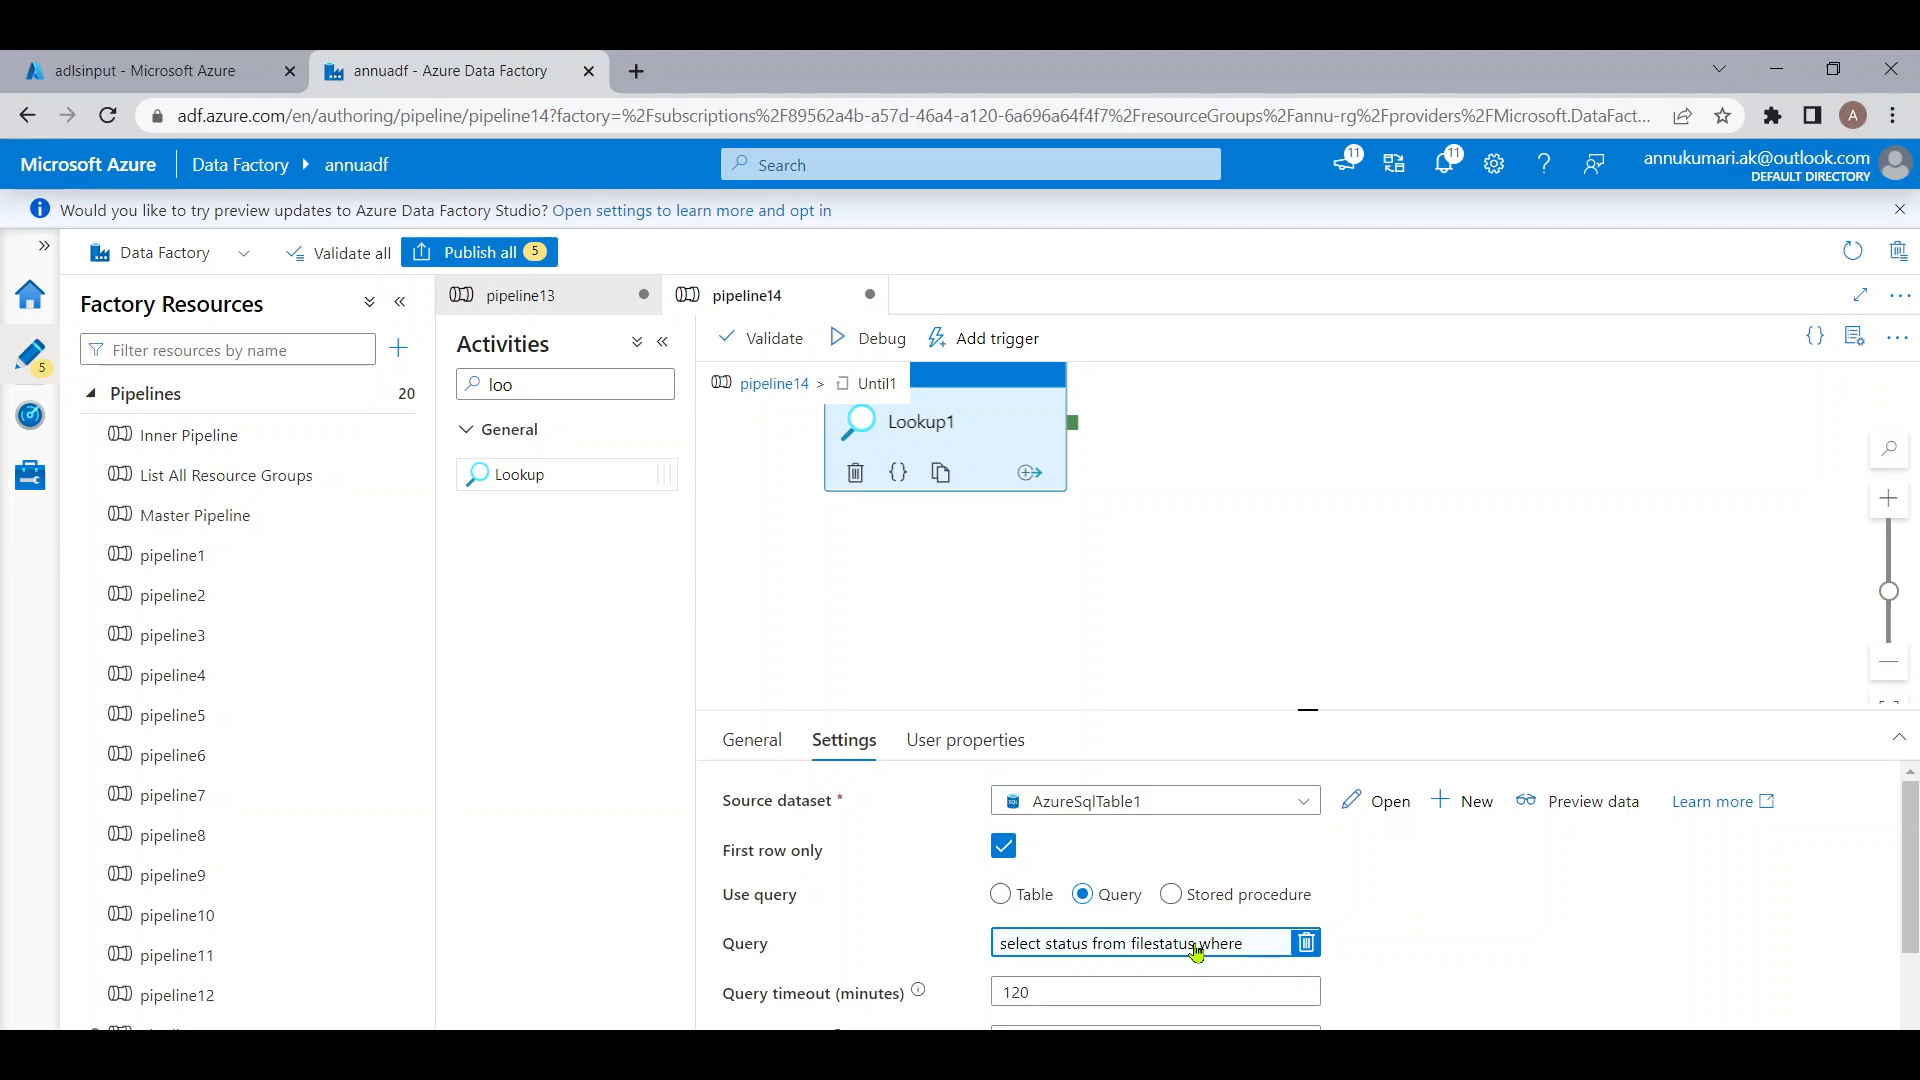 adlsinput - Microsoft Azure
annuadf - Azure Data Factory
adf.azure.com/en/authoring/pipeline/pipeline14?factory=%2Fsubscriptions%2F89562a4b-a57d-46a4-a120-6a696a64f4f7%2FresourceGroups%2Fannu-rg%2Fproviders%2FMicrosoft.DataFact...
A
Microsoft Azure
Data Factory
annuadf
Search
11
11
annukumari.ak@outlook.com
DEFAULT DIRECTORY
Would you like to try preview updates to Azure Data Factory Studio? Open settings to learn more and opt in
Data Factory
Validate all
Publish all 5
Factory Resources
Filter resources by name
5
Pipelines 20
Inner Pipeline
List All Resource Groups
Master Pipeline
pipeline1
pipeline2
pipeline3
pipeline4
pipeline5
pipeline6
pipeline7
pipeline8
pipeline9
pipeline10
pipeline11
pipeline12
pipeline13
pipeline14
Activities
loo
General
Lookup
Validate
Debug
Add trigger
pipeline14 > Until1
Lookup1
General
Settings
User properties
Source dataset *
AzureSqlTable1
Open
New
Preview data
Learn more
First row only
Use query
Table
Query
Stored procedure
Query
select status from filestatus where
Query timeout (minutes)
120